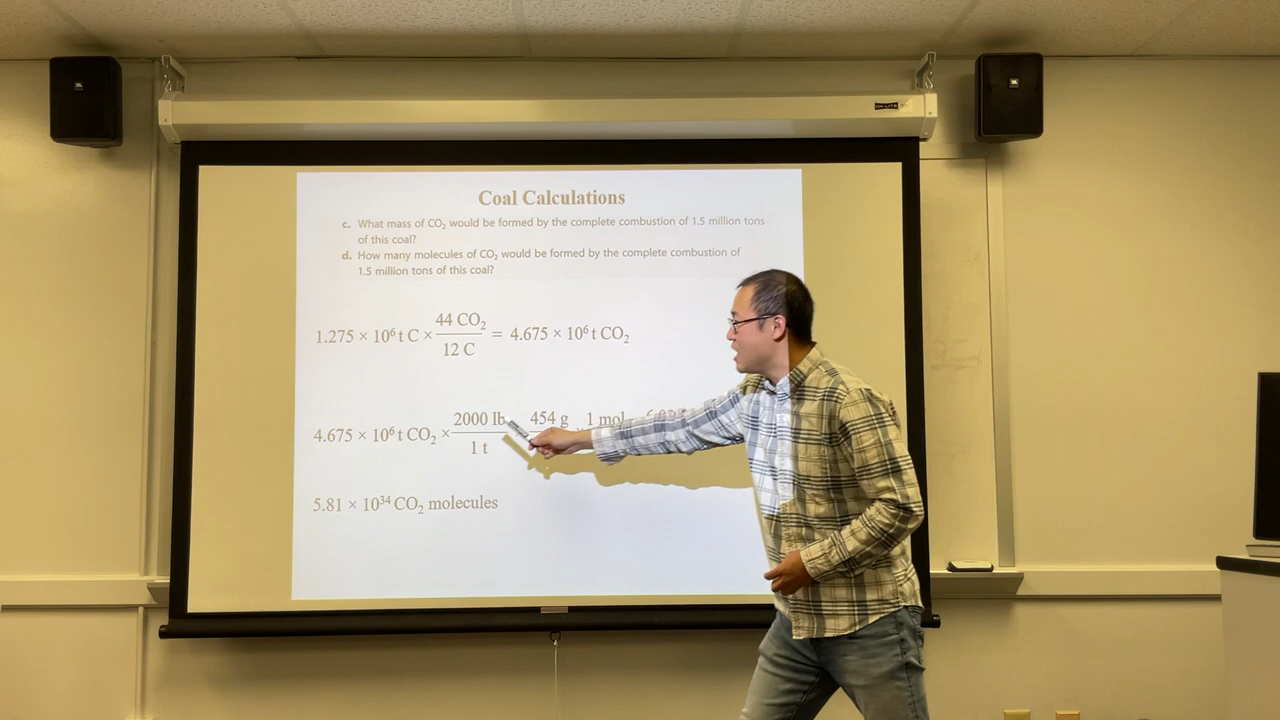 DA-LITE
Coal Calculations
c. What mass of CO₂ would be formed by the complete combustion of 1.5 million tons
of this coal?
d. How many molecules of CO₂ would be formed by the complete combustion of
1.5 million tons of this coal?
1.275 × 10⁶ t C × 44 CO₂ / 12 C = 4.675 × 10⁶ t CO₂
4.675 × 10⁶ t CO₂ × 2000 lb / 1 t 454 g 1 mol
5.81 × 10³⁴ CO₂ molecules